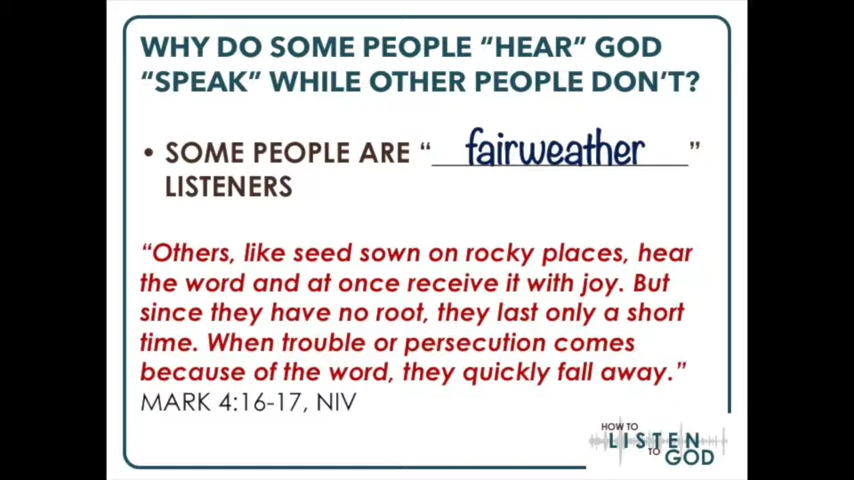 WHY DO SOME PEOPLE “HEAR” GOD
“SPEAK” WHILE OTHER PEOPLE DON’T?
• SOME PEOPLE ARE “fairweather”
LISTENERS
“Others, like seed sown on rocky places, hear
the word and at once receive it with joy. But
since they have no root, they last only a short
time. When trouble or persecution comes
because of the word, they quickly fall away.”
MARK 4:16-17, NIV
HOW TO
LISTEN
TO GOD